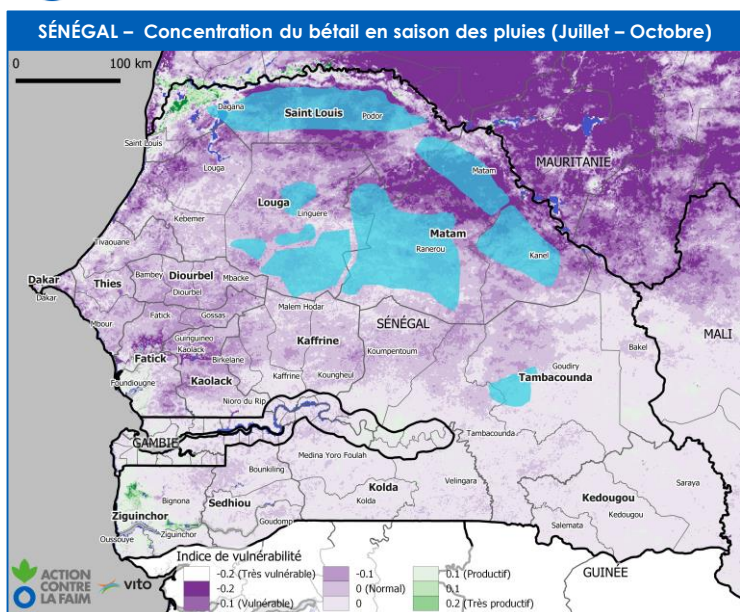 SÉNÉGAL – Concentration du bétail en saison des pluies (Juillet – Octobre)
0 100 km
Dagana
Saint Louis
Podor
Saint Louis
MAURITANIE
Louga
Matam
Louga
Linguere
Kebemer
Matam
Ranerou
Kanel
Tivaouane
Dakar
Thies
Bambey
Diourbel
Mbacke
Dakar
Diourbel
Mbour
Fatick
Gossas
Malem Hodar
SÉNÉGAL
MALI
Guinguineo
Kaffrine
Koumpentoum
Bakel
Kaolack
Fatick
Birkelane
Goudiry
Foundiougne
Kaolack
Kaffrine
Koungheul
Tambacounda
Nioro du Rip
GAMBIE
Tambacounda
Medina Yoro Foulah
Bounkiling
Velingara
Saraya
Kolda
Bignona
Sedhiou
Kolda
Kedougou
Ziguinchor
Goudomp
Salemata
Kedougou
Oussouye
Ziguinchor
GUINÉE
Indice de vulnérabilité
-0.2 (Très vulnérable)
-0.2
-0.1 (Vulnérable)
-0.1
0 (Normal)
0
0.1 (Productif)
0.1
0.2 (Très productif)
ACTION
CONTRE
LA FAIM
vito